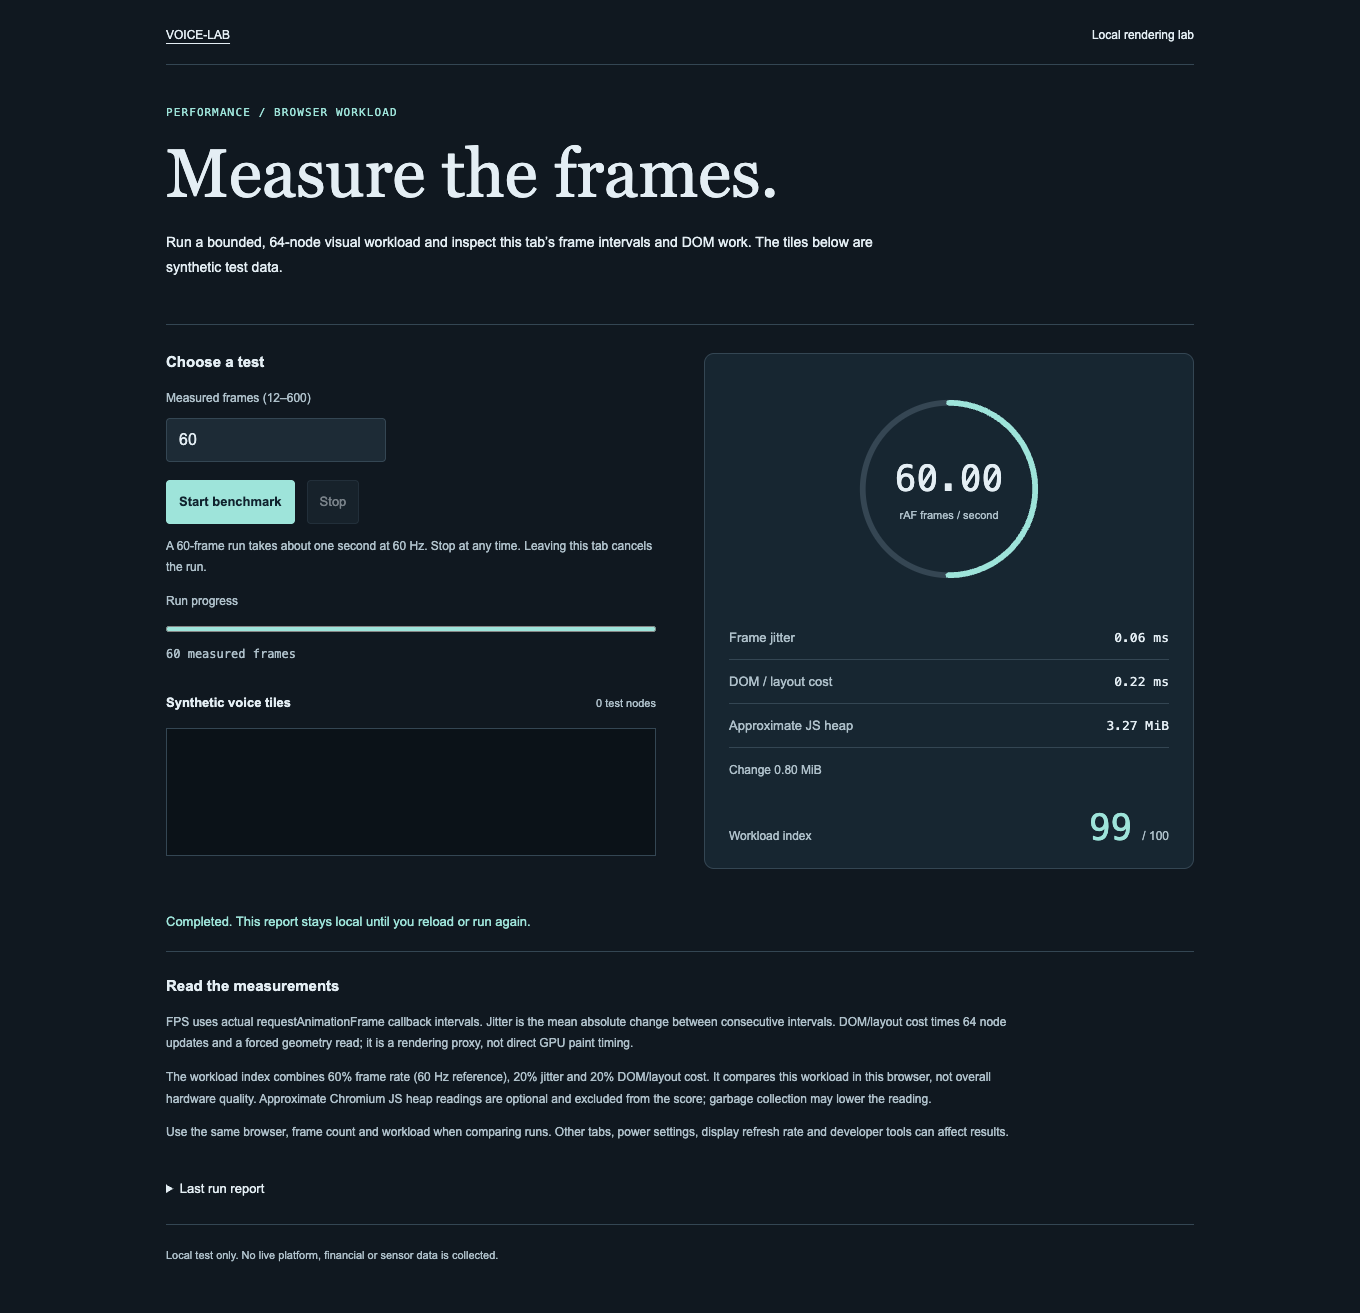 VOICE-LAB
Local rendering lab
PERFORMANCE / BROWSER WORKLOAD
Measure the frames.
Run a bounded, 64-node visual workload and inspect this tab’s frame intervals and DOM work. The tiles below are
synthetic test data.
Choose a test
Measured frames (12–600)
60
Start benchmark
Stop
A 60-frame run takes about one second at 60 Hz. Stop at any time. Leaving this tab cancels
the run.
Run progress
60 measured frames
Synthetic voice tiles
0 test nodes
60.00
rAF frames / second
Frame jitter
0.06 ms
DOM / layout cost
0.22 ms
Approximate JS heap
3.27 MiB
Change 0.80 MiB
Workload index
99 / 100
Completed. This report stays local until you reload or run again.
Read the measurements
FPS uses actual requestAnimationFrame callback intervals. Jitter is the mean absolute change between consecutive intervals. DOM/layout cost times 64 node
updates and a forced geometry read; it is a rendering proxy, not direct GPU paint timing.
The workload index combines 60% frame rate (60 Hz reference), 20% jitter and 20% DOM/layout cost. It compares this workload in this browser, not overall
hardware quality. Approximate Chromium JS heap readings are optional and excluded from the score; garbage collection may lower the reading.
Use the same browser, frame count and workload when comparing runs. Other tabs, power settings, display refresh rate and developer tools can affect results.
Last run report
Local test only. No live platform, financial or sensor data is collected.